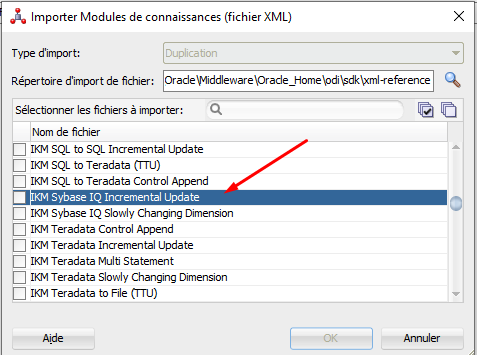 Importer Modules de connaissances (fichier XML)
Type d'import: Duplication
Répertoire d'import de fichier: Oracle\Middleware\Oracle_Home\odi\sdk\xml-reference
Sélectionner les fichiers à importer:
Nom de fichier
IKM SQL to SQL Incremental Update
IKM SQL to Teradata (TTU)
IKM SQL to Teradata Control Append
IKM Sybase IQ Incremental Update
IKM Sybase IQ Slowly Changing Dimension
IKM Teradata Control Append
IKM Teradata Incremental Update
IKM Teradata Multi Statement
IKM Teradata Slowly Changing Dimension
IKM Teradata to File (TTU)
Aide OK Annuler